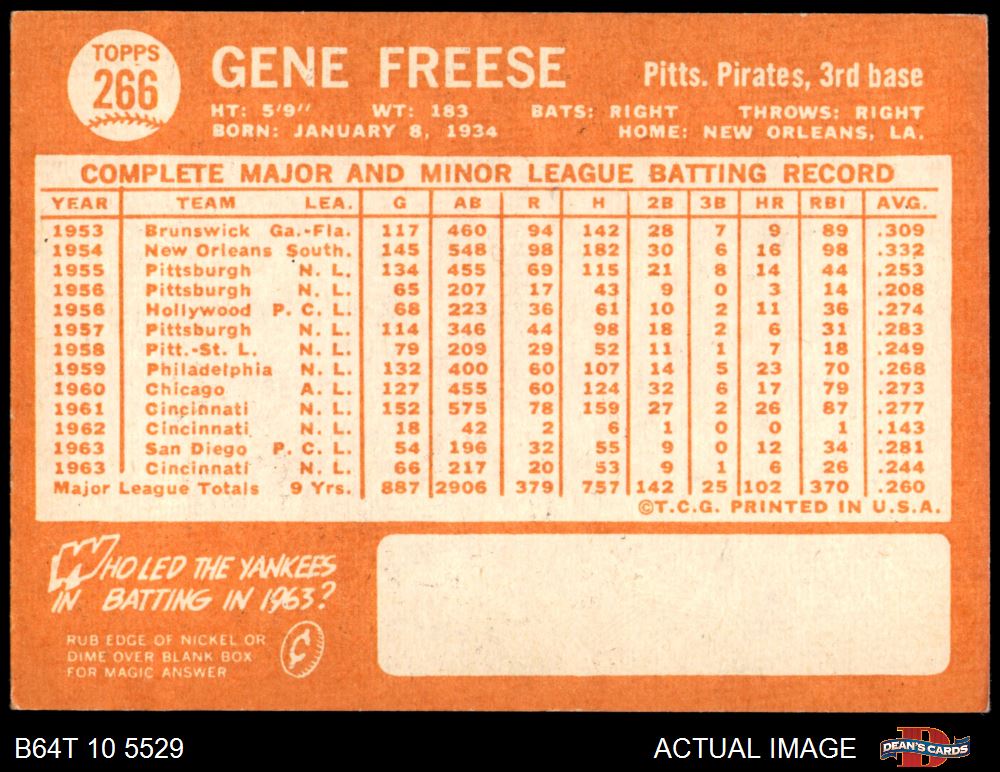 TOPPS
266
GENE FREESE
Pitts. Pirates, 3rd base
HT: 5'9" WT: 183 BATS: RIGHT THROWS: RIGHT
BORN: JANUARY 8, 1934 HOME: NEW ORLEANS, LA.
COMPLETE MAJOR AND MINOR LEAGUE BATTING RECORD
YEAR TEAM LEA. G AB R H 2B 3B HR RBI AVG.
1953 Brunswick Ga.-Fla. 117 460 94 142 28 7 9 89 .309
1954 New Orleans South. 145 548 98 182 30 6 16 98 .332
1955 Pittsburgh N. L. 134 455 69 115 21 8 14 44 .253
1956 Pittsburgh N. L. 65 207 17 43 9 0 3 14 .208
1956 Hollywood P. C. L. 68 223 36 61 10 2 11 36 .274
1957 Pittsburgh N. L. 114 346 44 98 18 2 6 31 .283
1958 Pitt.-St. L. N. L. 79 209 29 52 11 1 7 18 .249
1959 Philadelphia N. L. 132 400 60 107 14 5 23 70 .268
1960 Chicago A. L. 127 455 60 124 32 6 17 79 .273
1961 Cincinnati N. L. 152 575 78 159 27 2 26 87 .277
1962 Cincinnati N. L. 18 42 2 6 1 0 0 1 .143
1963 San Diego P. C. L. 54 196 32 55 9 0 12 34 .281
1963 Cincinnati N. L. 66 217 20 53 9 1 6 26 .244
Major League Totals 9 Yrs. 887 2906 379 757 142 25 102 370 .260
©T.C.G. PRINTED IN U.S.A.
WHO LED THE YANKEES
IN BATTING IN 1963?
RUB EDGE OF NICKEL OR
DIME OVER BLANK BOX
FOR MAGIC ANSWER
B64T 10 5529
ACTUAL IMAGE
DEAN'S CARDS